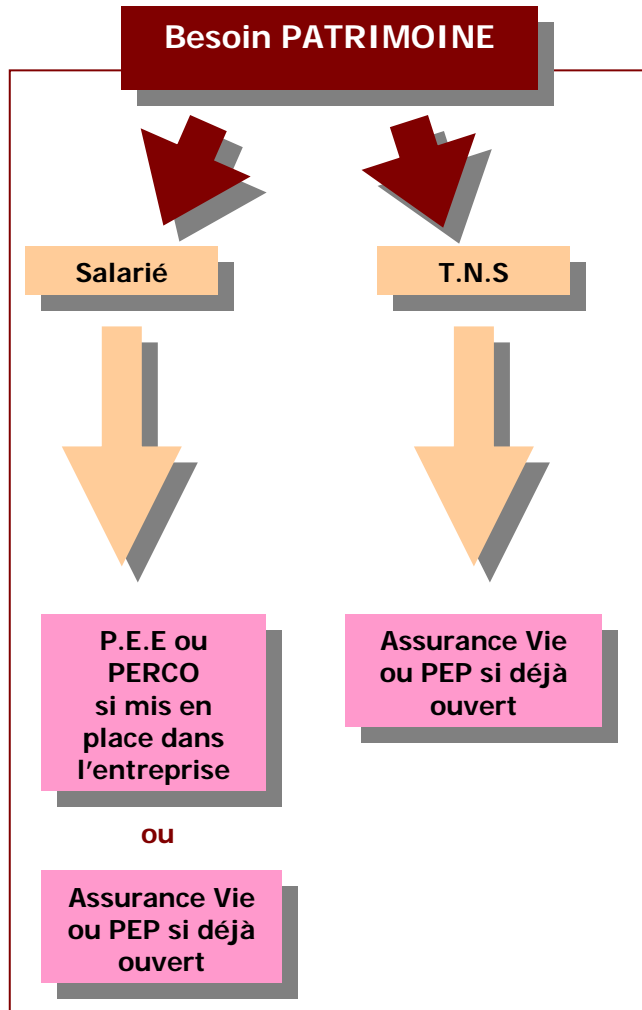 Besoin PATRIMOINE
Salarié
T.N.S
P.E.E ou
PERCO
si mis en
place dans
l'entreprise
ou
Assurance Vie
ou PEP si déjà
ouvert
Assurance Vie
ou PEP si déjà
ouvert